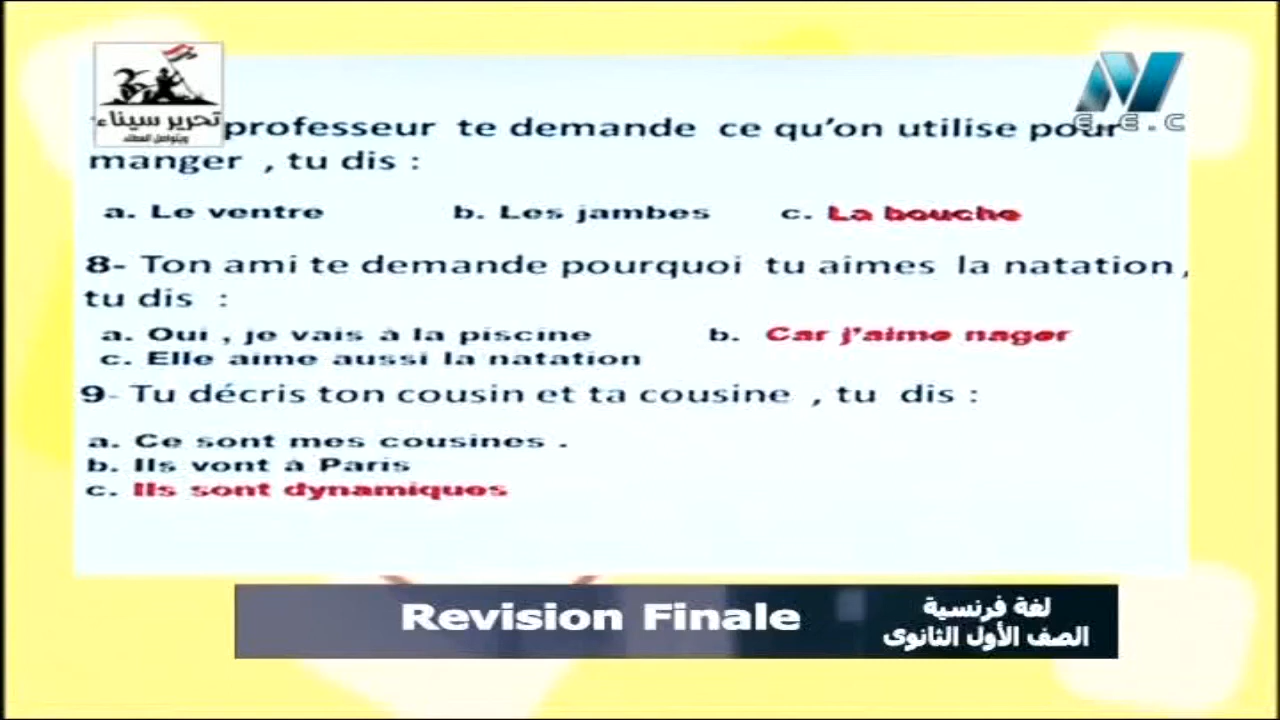 تحرير سيناء
ويتواصل العطاء
E.E.C
professeur te demande ce qu'on utilise pour
manger , tu dis :
a. Le ventre b. Les jambes c. La bouche
8- Ton ami te demande pourquoi tu aimes la natation,
tu dis :
a. Oui , je vais à la piscine b. Car j'aime nager
c. Elle aime aussi la natation
9- Tu décris ton cousin et ta cousine , tu dis :
a. Ce sont mes cousines .
b. Ils vont à Paris
c. Ils sont dynamiques
Revision Finale
لغة فرنسية
الصف الأول الثانوى